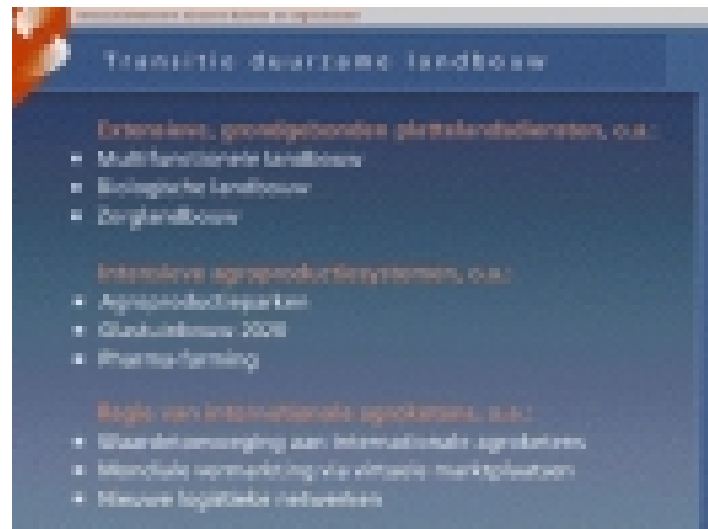 Transitie duurzame landbouw
Extensieve, grondgebonden plattelandsdiensten, o.a.:
• Multifunctionele landbouw
• Biologische landbouw
• Zorglandbouw
Intensieve agroproductiesystemen, o.a.:
• Agroproductieparken
• Glastuinbouw 2020
• Pharma-farming
Regie van internationale agroketens, o.a.:
• Waardetoevoeging aan internationale agroketens
• Mondiale vermarkting via virtuele marktplaatsen
• Nieuwe logistieke netwerken